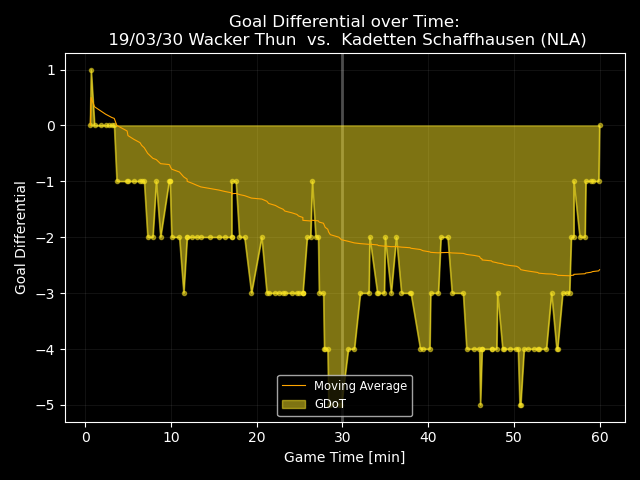 Goal Differential over Time:
19/03/30 Wacker Thun  vs.  Kadetten Schaffhausen (NLA)
1
0
−1
−2
−3
−4
−5
Goal Differential
Moving Average
GDoT
0 10 20 30 40 50 60
Game Time [min]